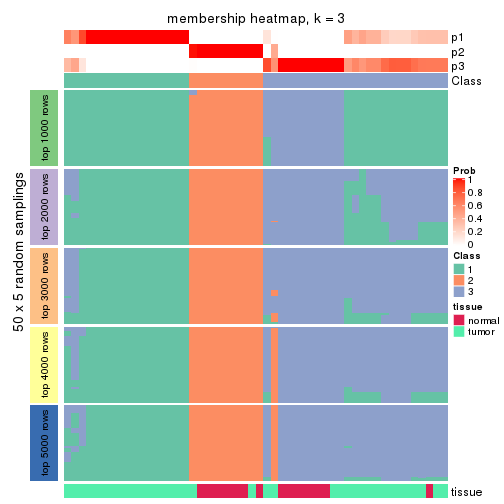 membership heatmap, k = 3
p1
p2
p3
Class
50 x 5 random samplings
top 1000 rows
top 2000 rows
top 3000 rows
top 4000 rows
top 5000 rows
Prob
1
0.8
0.6
0.4
0.2
0
Class
1
2
3
tissue
normal
tumor
tissue